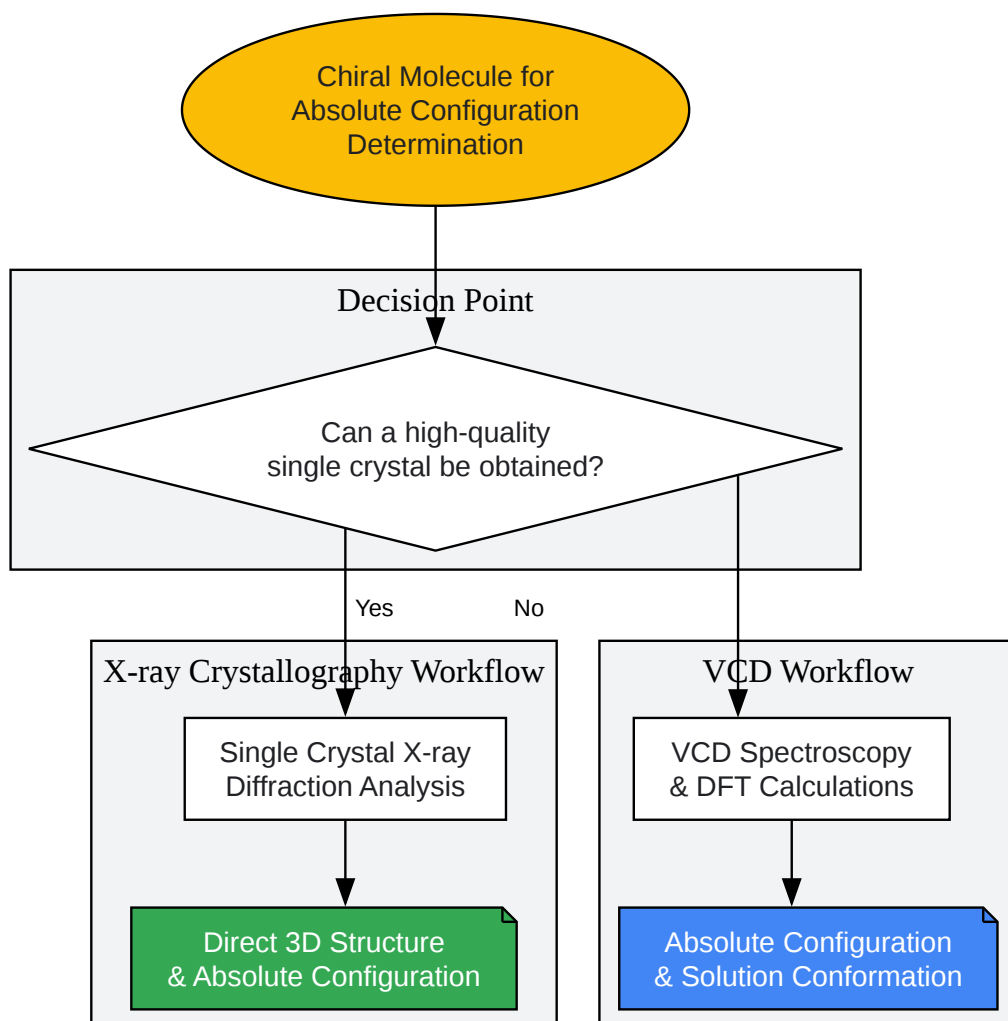 Chiral Molecule for
Absolute Configuration
Determination
Decision Point
Can a high-quality
single crystal be obtained?
Yes
No
X-ray Crystallography Workflow
VCD Workflow
Single Crystal X-ray
Diffraction Analysis
VCD Spectroscopy
& DFT Calculations
Direct 3D Structure
& Absolute Configuration
Absolute Configuration
& Solution Conformation